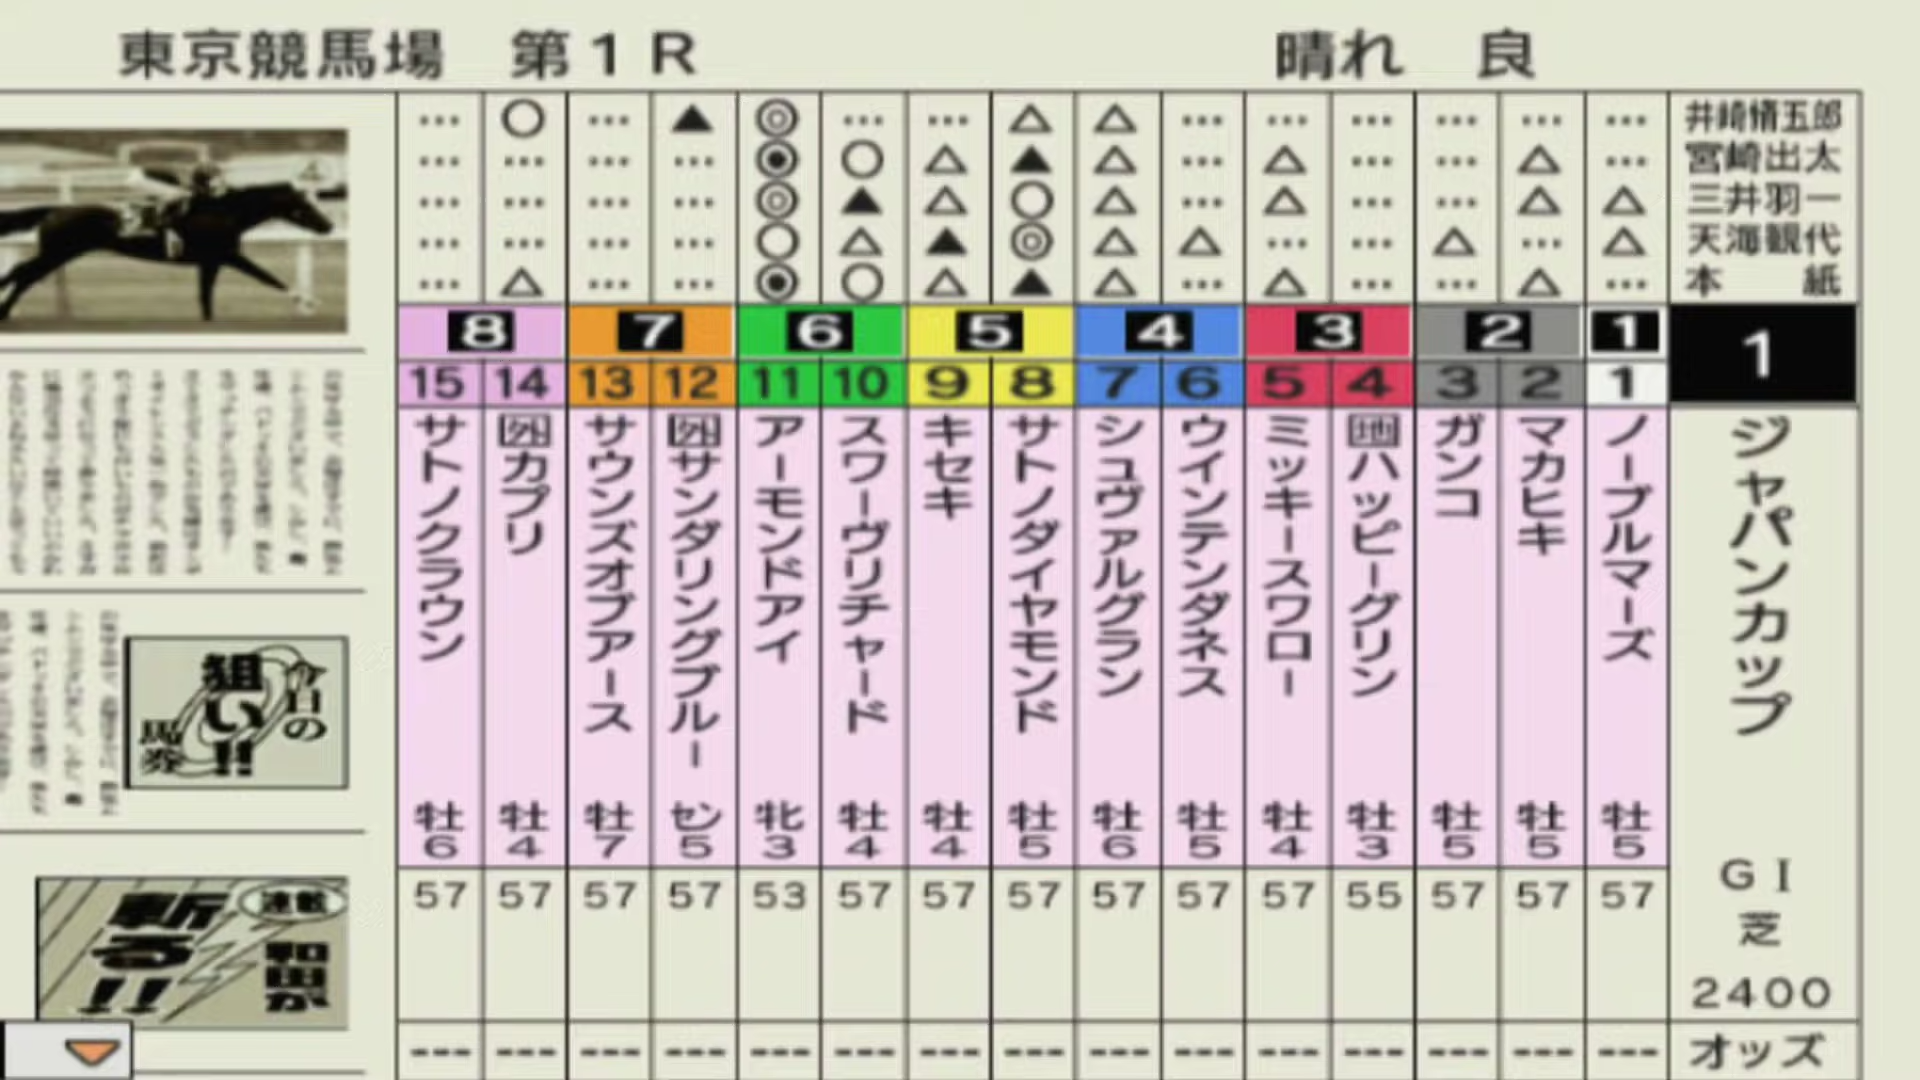 東京競馬場 第1R 晴れ 良
井崎脩五郎 … … … △ △ … … ◎ ▲ … ○ …
宮崎出太
三井羽一
天海観代
本紙
1
ジャパンカップ
GⅠ
芝
2400
オッズ
1 1 ノーブルマーズ 牡5 57 ---
2 2 マカヒキ 牡5 57 ---
3 ガンコ 牡5 57 ---
3 4 地ハッピーグリン 牡3 55 ---
5 ミッキースワロー 牡4 57 ---
4 6 ウインテンダネス 牡5 57 ---
7 シュヴァルグラン 牡6 57 ---
5 8 サトノダイヤモンド 牡5 57 ---
9 キセキ 牡4 57 ---
6 10 スワーヴリチャード 牡4 57 ---
11 アーモンドアイ 牝3 53 ---
7 12 外サンダリングブルー セン5 57 ---
13 サウンズオブアース 牡7 57 ---
8 14 外カプリ 牡4 57 ---
15 サトノクラウン 牡6 57 ---
今日の
狙い!!
馬券
連載
和田が
斬る!!